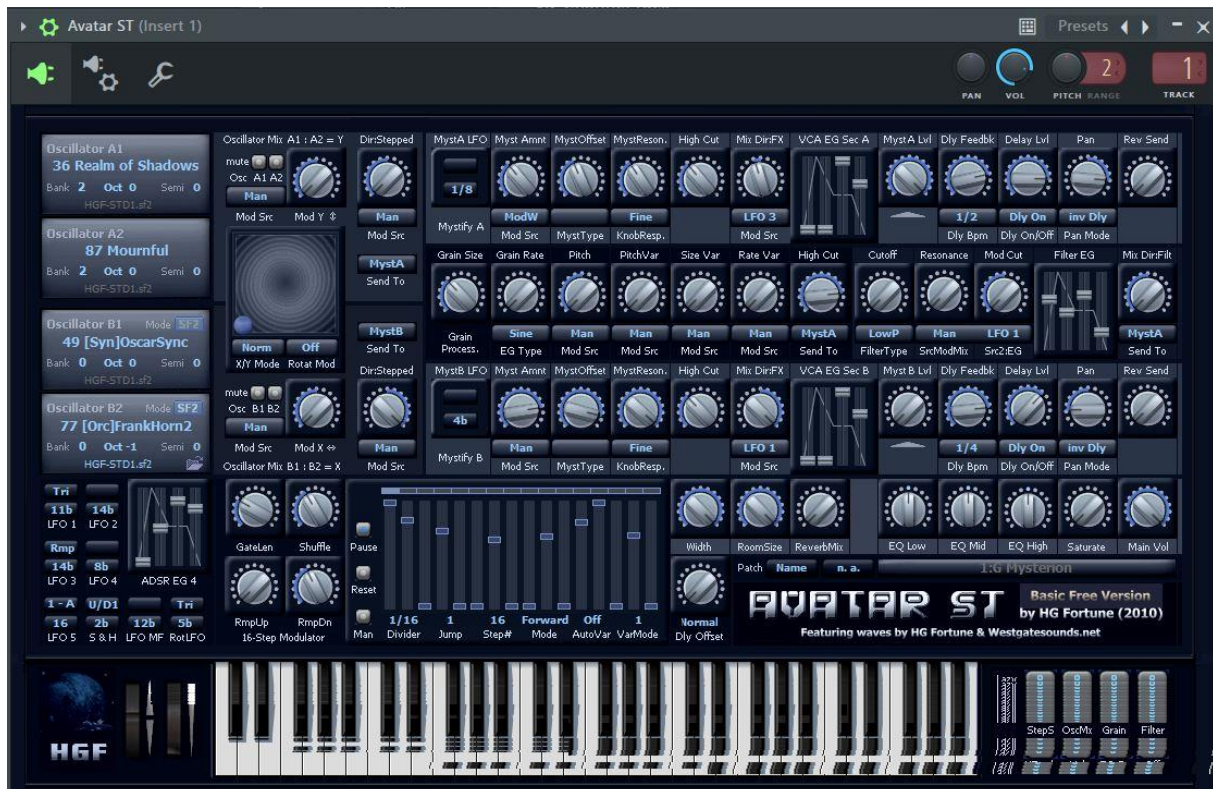 Avatar ST (Insert 1)
Presets
2
1
PAN VOL PITCH RANGE TRACK
Oscillator A1
36 Realm of Shadows
Bank 2 Oct 0 Semi 0
HGF-STD1.sf2
Oscillator A2
87 Mournful
Bank 2 Oct 0 Semi 0
HGF-STD1.sf2
Oscillator B1 Mode SF2
49 [Syn]OscarSync
Bank 0 Oct 0 Semi 0
HGF-STD1.sf2
Oscillator B2 Mode SF2
77 [Orc]FrankHorn2
Bank 0 Oct -1 Semi 0
HGF-STD1.sf2
Oscillator Mix A1 : A2 = Y Dir:Stepped
mute
Osc A1 A2
Man Man
Mod Src Mod Y ⇕ Mod Src
MystA
Send To
MystB
Norm Off Send To
X/Y Mode Rotat Mod
Dir:Stepped
mute
Osc B1 B2
Man Man
Mod Src Mod X ⇔ Mod Src
Oscillator Mix B1 : B2 = X
MystA LFO Myst Amnt MystOffset MystReson. High Cut Mix Dir:FX VCA EG Sec A MystA Lvl Dly Feedbk Delay Lvl Pan Rev Send
1/8 ModW Fine LFO 3 1/2 Dly On inv Dly
Mystify A Mod Src MystType KnobResp. Mod Src Dly Bpm Dly On/Off Pan Mode
Grain Size Grain Rate Pitch PitchVar Size Var Rate Var High Cut Cutoff Resonance Mod Cut Filter EG Mix Dir:Filt
Sine Man Man Man Man MystA LowP Man LFO 1 MystA
Grain Process. EG Type Mod Src Mod Src Mod Src Mod Src Send To FilterType SrcModMix Src2:EG Send To
MystB LFO Myst Amnt MystOffset MystReson. High Cut Mix Dir:FX VCA EG Sec B Myst B Lvl Dly Feedbk Delay Lvl Pan Rev Send
4b Man Fine LFO 1 1/4 Dly On inv Dly
Mystify B Mod Src MystType KnobResp. Mod Src Dly Bpm Dly On/Off Pan Mode
Tri
11b 14b
LFO 1 LFO 2
Rmp
14b 8b
LFO 3 LFO 4 ADSR EG 4
1 - A U/D1 Tri
16 2b 12b 5b
LFO 5 S & H LFO MF RotLFO
GateLen Shuffle
RmpUp RmpDn
16-Step Modulator
Pause
Reset
Man
1/16 1 16 Forward Off 1
Divider Jump Step# Mode AutoVar VarMode
Width RoomSize ReverbMix EQ Low EQ Mid EQ High Saturate Main Vol
Normal
Dly Offset
Patch Name n. a. 1:G Mysterion
AVATAR ST
Basic Free Version
by HG Fortune (2010)
Featuring waves by HG Fortune & Westgatesounds.net
HGF
StepS OscMx Grain Filter